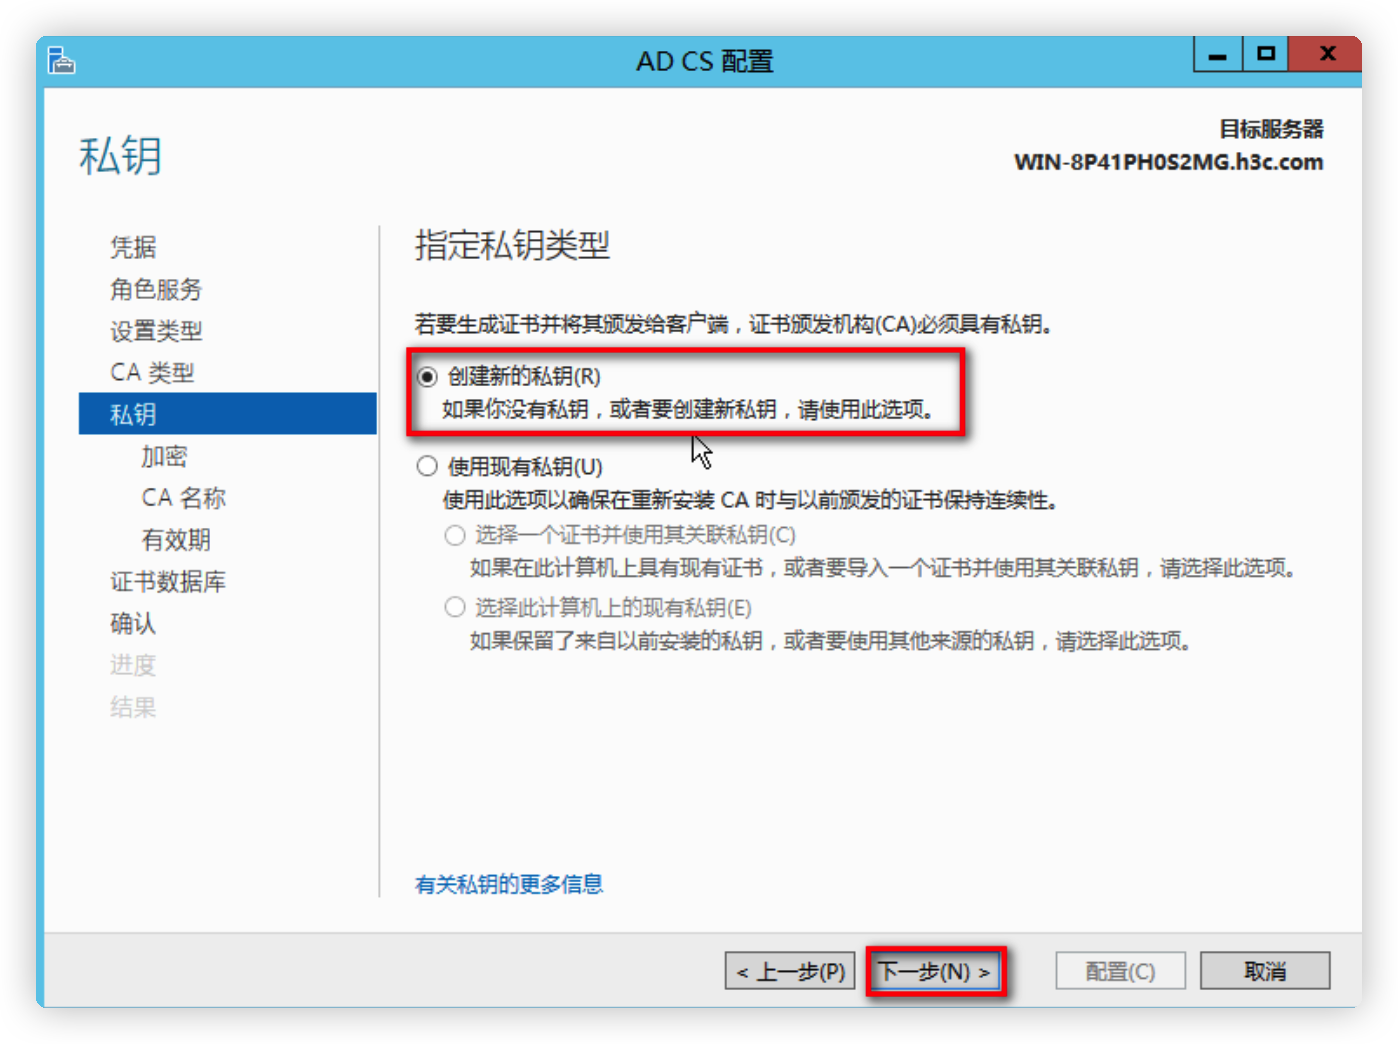 AD CS 配置
私钥
目标服务器
WIN-8P41PH0S2MG.h3c.com
凭据
角色服务
设置类型
CA 类型
私钥
加密
CA 名称
有效期
证书数据库
确认
进度
结果
指定私钥类型
若要生成证书并将其颁发给客户端，证书颁发机构(CA)必须具有私钥。
创建新的私钥(R)
如果你没有私钥，或者要创建新私钥，请使用此选项。
使用现有私钥(U)
使用此选项以确保在重新安装 CA 时与以前颁发的证书保持连续性。
选择一个证书并使用其关联私钥(C)
如果在此计算机上具有现有证书，或者要导入一个证书并使用其关联私钥，请选择此选项。
选择此计算机上的现有私钥(E)
如果保留了来自以前安装的私钥，或者要使用其他来源的私钥，请选择此选项。
有关私钥的更多信息
< 上一步(P)
下一步(N) >
配置(C)
取消